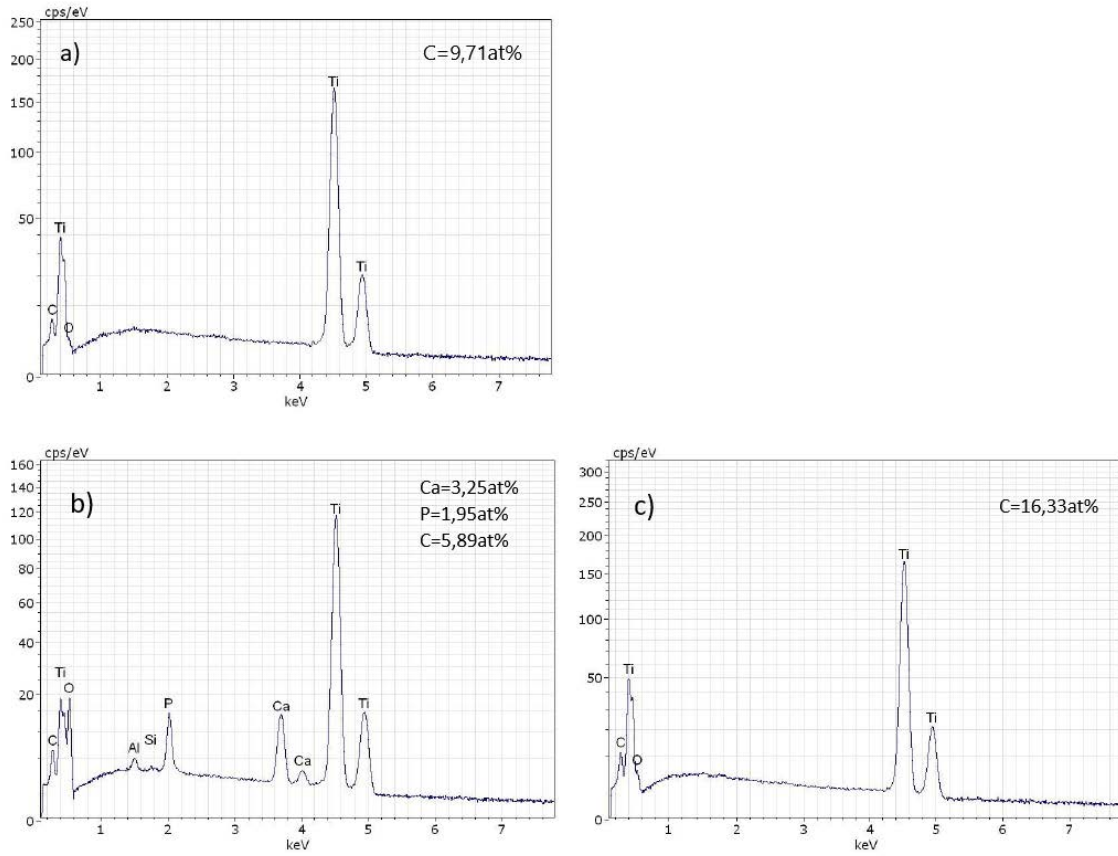 cps/eV
250
a)
C=9,71at%
200
Ti
150
100
50
Ti
Ti
C
O
0
1 2 3 4 5 6 7
keV
cps/eV
160
b)
Ca=3,25at%
140
P=1,95at%
120
Ti
C=5,89at%
100
80
60
40
Ti
O
20
P
Ca
Ti
C
Al
Si
Ca
0
1 2 3 4 5 6 7
keV
cps/eV
300
c)
C=16,33at%
250
200
Ti
150
100
50
Ti
Ti
C
O
0
1 2 3 4 5 6 7
keV